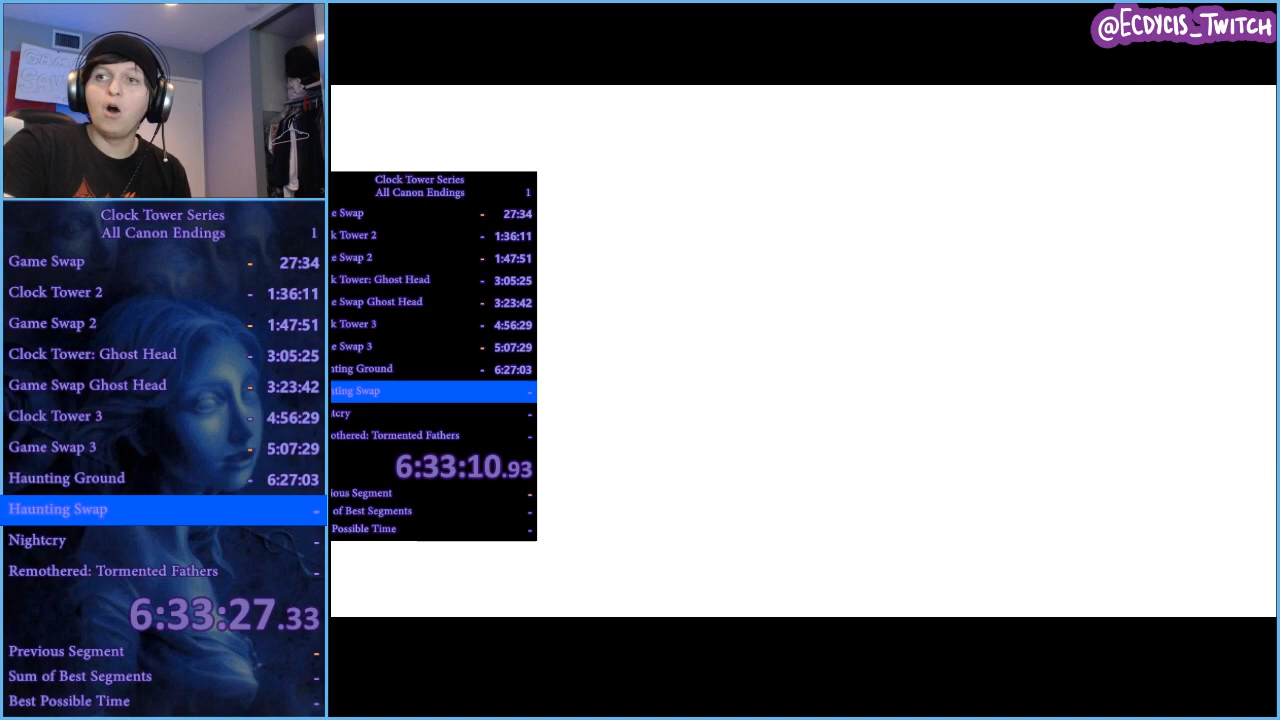 @ECDYCIS_TWITCH
Clock Tower Series
All Canon Endings 1
Game Swap - 27:34
Clock Tower 2 - 1:36:11
Game Swap 2 - 1:47:51
Clock Tower: Ghost Head - 3:05:25
Game Swap Ghost Head - 3:23:42
Clock Tower 3 - 4:56:29
Game Swap 3 - 5:07:29
Haunting Ground - 6:27:03
Haunting Swap -
Nightcry -
Remothered: Tormented Fathers -
6:33:27.33
Previous Segment -
Sum of Best Segments -
Best Possible Time -
Clock Tower Series
All Canon Endings 1
e Swap - 27:34
k Tower 2 - 1:36:11
e Swap 2 - 1:47:51
k Tower: Ghost Head - 3:05:25
e Swap Ghost Head - 3:23:42
k Tower 3 - 4:56:29
e Swap 3 - 5:07:29
nting Ground - 6:27:03
nting Swap -
tcry -
othered: Tormented Fathers -
6:33:10.93
ious Segment -
of Best Segments -
Possible Time -